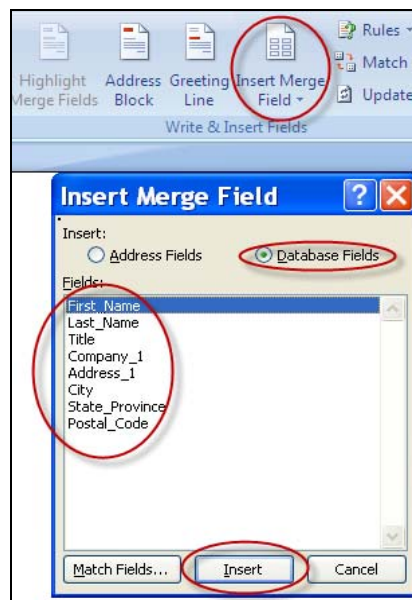 Highlight Merge Fields
Address Block
Greeting Line
Insert Merge Field
Rules
Match
Update
Write & Insert Fields
Insert Merge Field
Insert:
Address Fields
Database Fields
Fields:
First_Name
Last_Name
Title
Company_1
Address_1
City
State_Province
Postal_Code
Match Fields...
Insert
Cancel